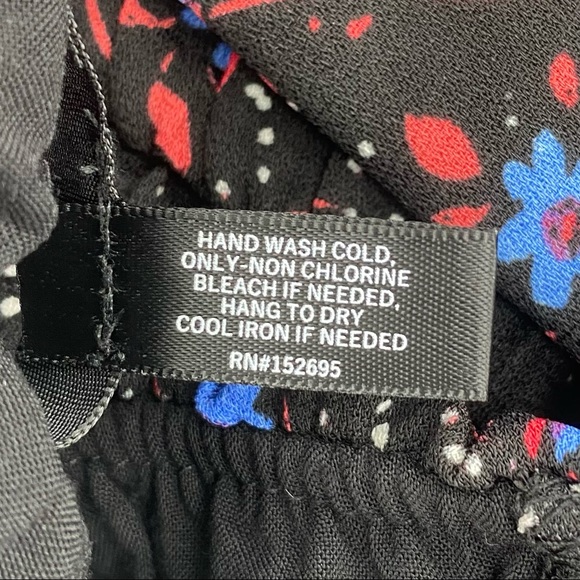 HAND WASH COLD,
ONLY-NON CHLORINE
BLEACH IF NEEDED,
HANG TO DRY
COOL IRON IF NEEDED
RN#152695